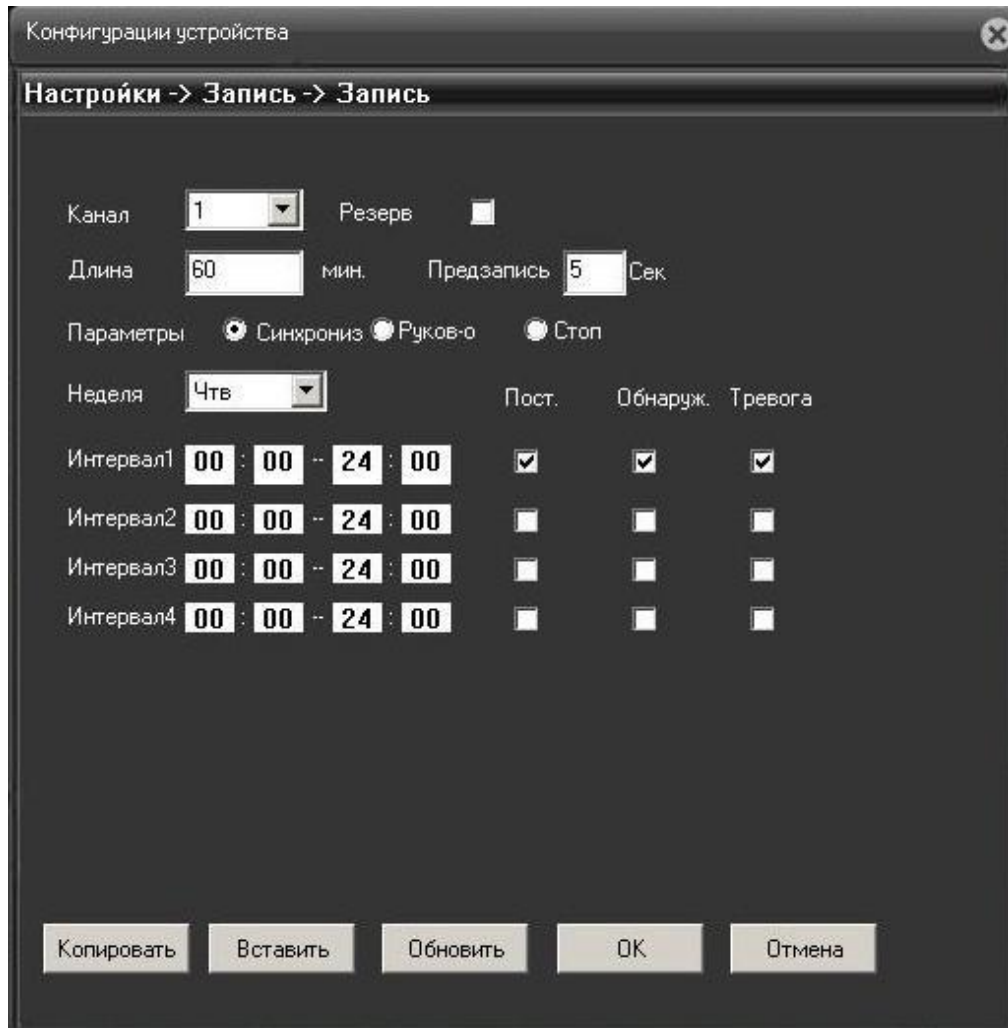 Конфигурации устройства
Настройки -> Запись -> Запись
Канал 1 Резерв
Длина 60 мин. Предзапись 5 Сек
Параметры Синхрониз Руков-о Стоп
Неделя Чтв Пост. Обнаруж. Тревога
Интервал1 00 : 00 -- 24 : 00
Интервал2 00 : 00 -- 24 : 00
Интервал3 00 : 00 -- 24 : 00
Интервал4 00 : 00 -- 24 : 00
Копировать Вставить Обновить OK Отмена